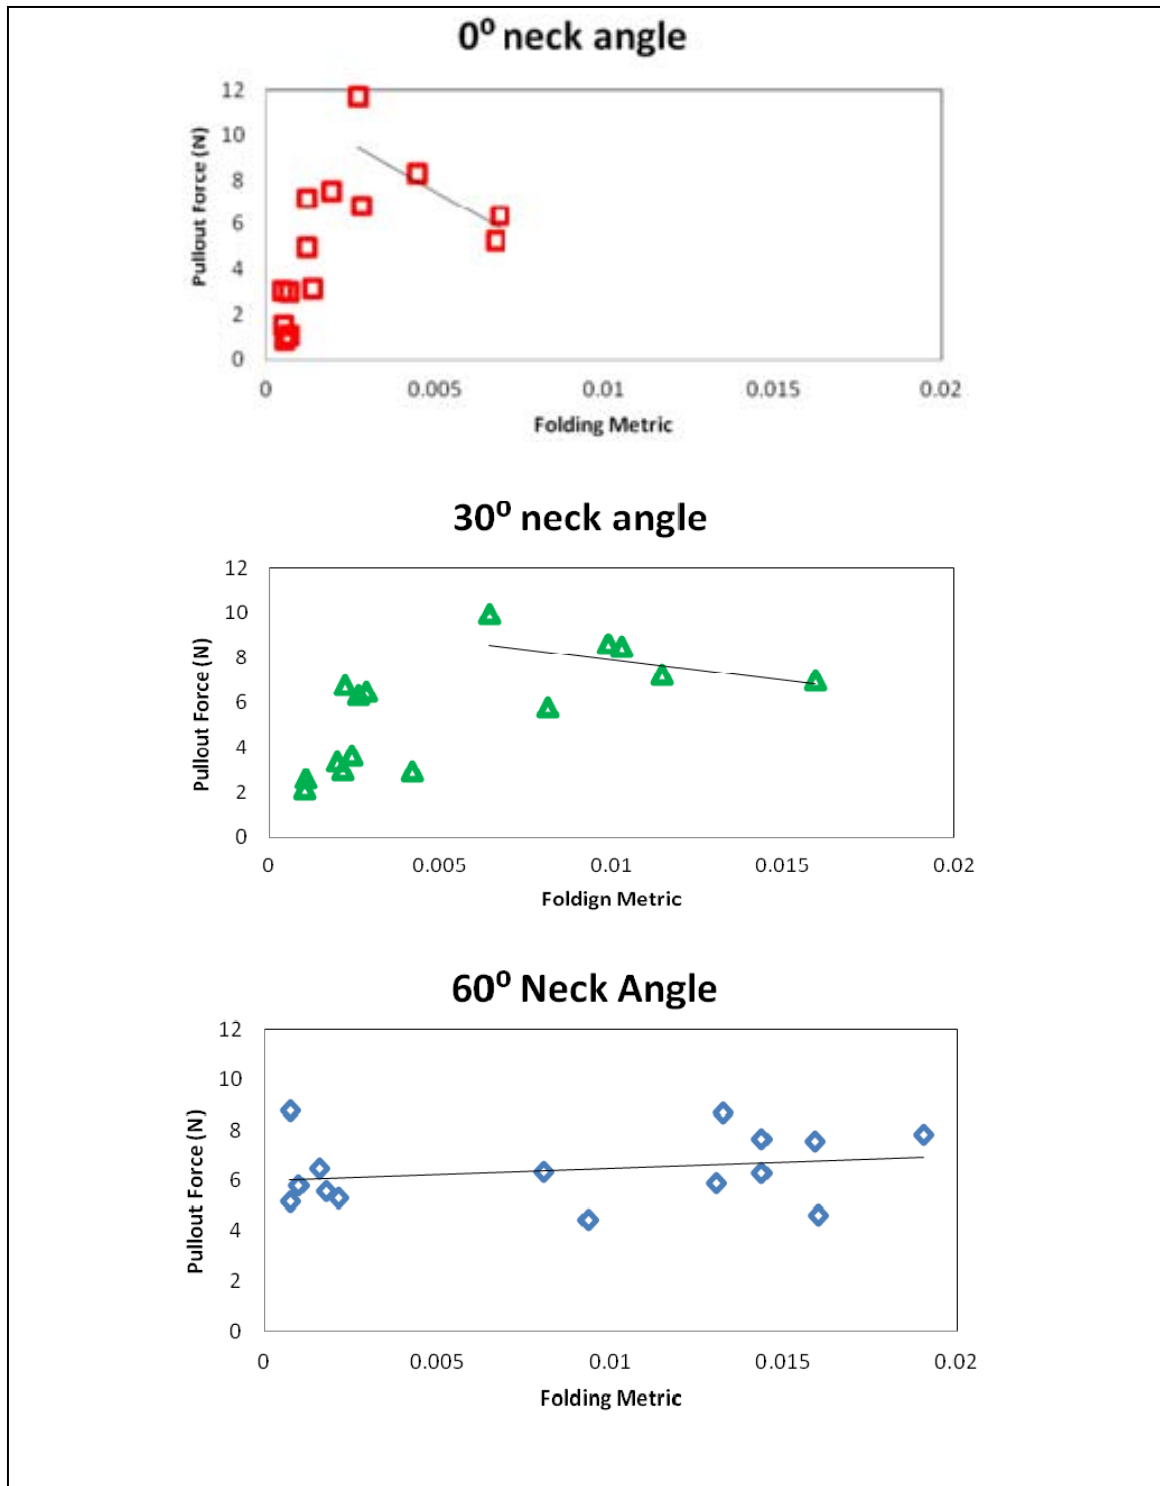 0⁰ neck angle
12
10
8
6
4
2
0
Pullout Force (N)
0 0.005 0.01 0.015 0.02
Folding Metric
30⁰ neck angle
12
10
8
6
4
2
0
Pullout Force (N)
0 0.005 0.01 0.015 0.02
Foldign Metric
60⁰ Neck Angle
12
10
8
6
4
2
0
Pullout Force (N)
0 0.005 0.01 0.015 0.02
Folding Metric